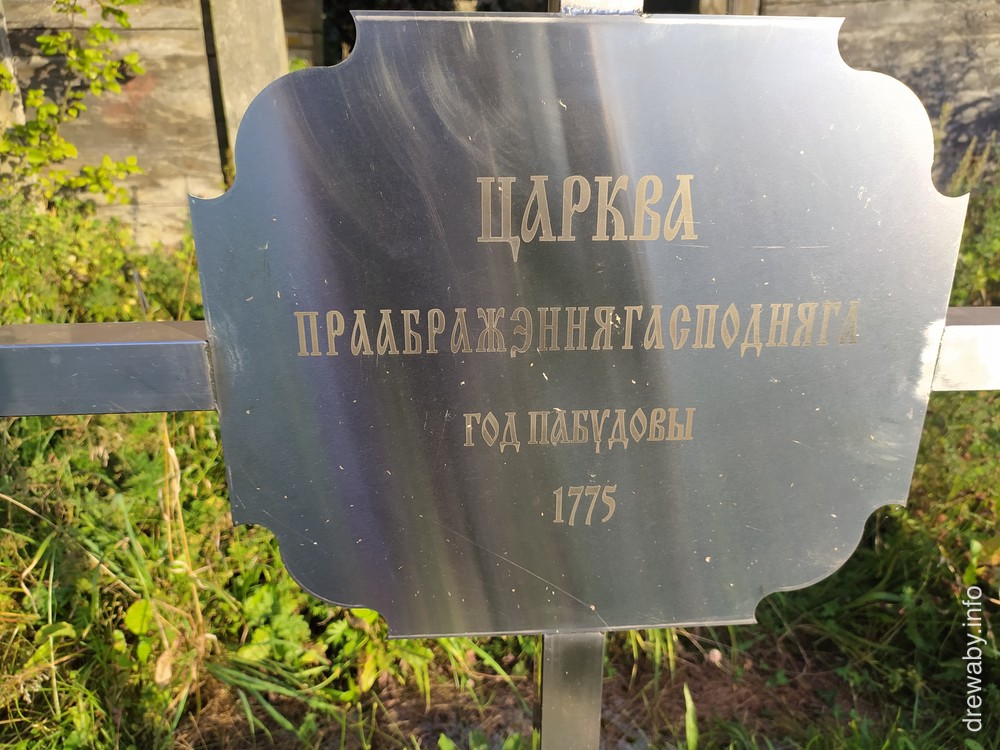 ЦАРКВА
ПРААБРАЖЭННЯ ГАСПОДНЯГА
ГОД ПАБУДОВЫ
1775
drewaby.info